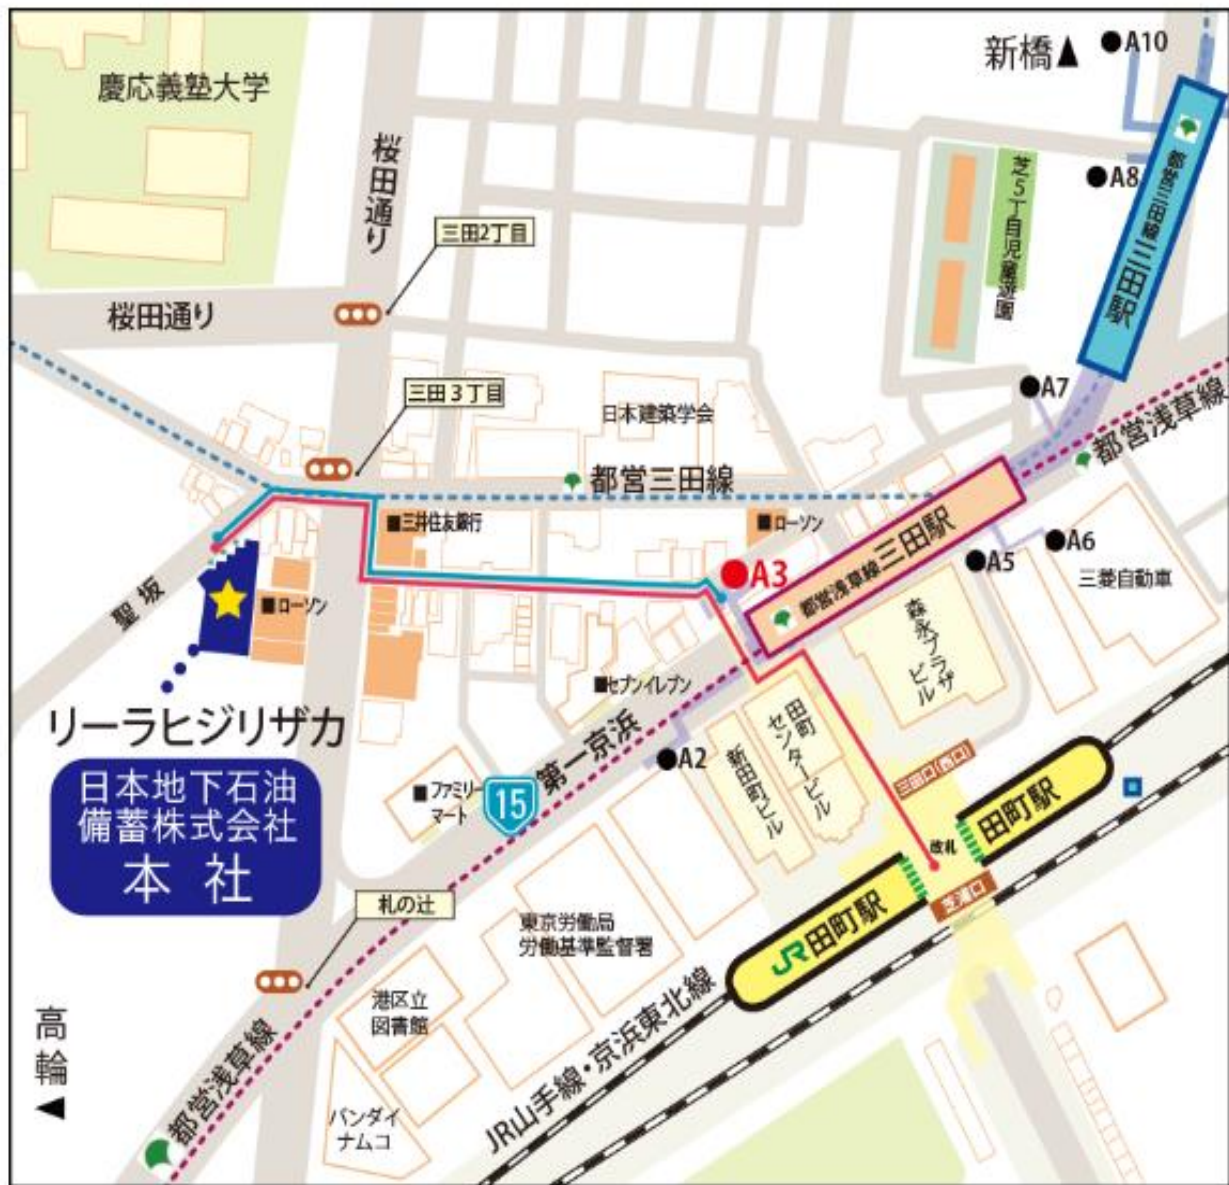 新橋▲
A10
慶応義塾大学
桜田通り
三田2丁目
芝5丁目児童遊園
A8
都営三田線 三田駅
桜田通り
三田3丁目
日本建築学会
A7
都営浅草線
都営三田線
三井住友銀行
ローソン
都営浅草線 三田駅
A3
A5
A6
三菱自動車
聖坂
ローソン
森永プラザ
ビル
セブンイレブン
リーラヒジリザカ
日本地下石油
備蓄株式会社
本社
第一京浜
15
A2
田町
センタービル
新田町ビル
三田口(西口)
田町駅
ファミリー
マート
改札
芝浦口
札の辻
JR田町駅
東京労働局
労働基準監督署
港区立
図書館
高輪
▲
JR山手線・京浜東北線
都営浅草線
バンダイ
ナムコ